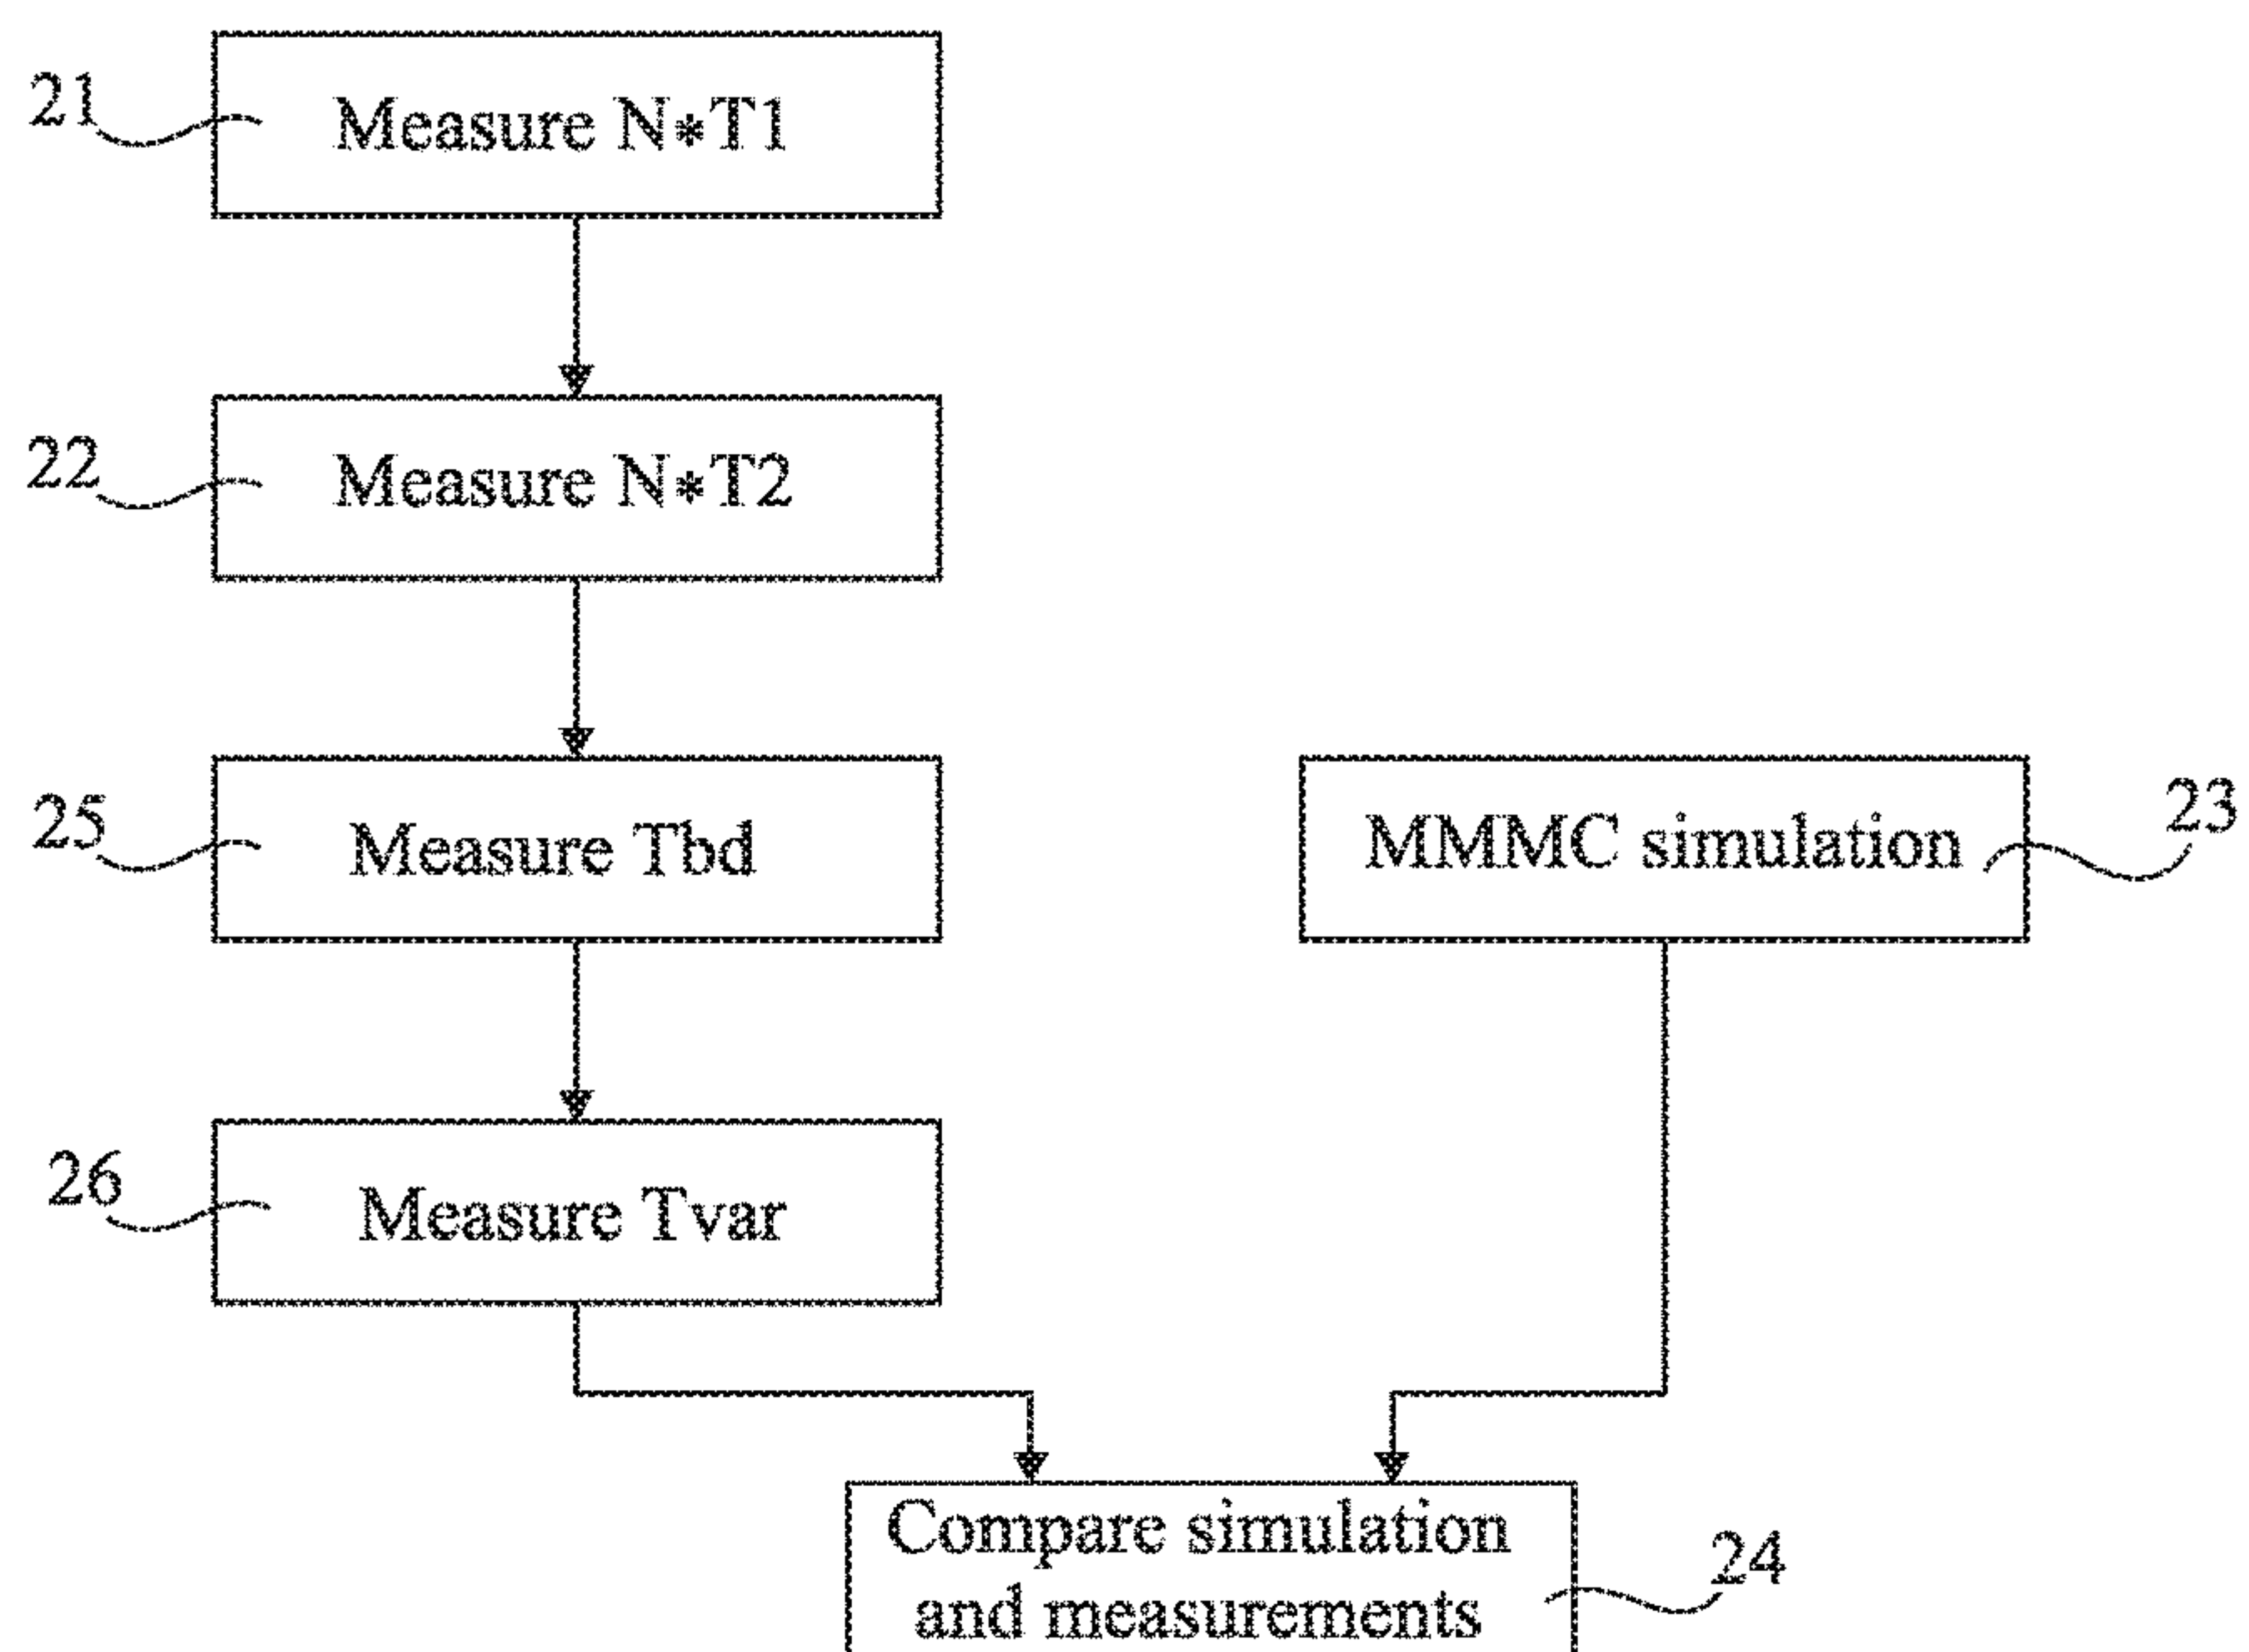 21
Measure N*T1
22
Measure N*T2
25
Measure Tbd
MMMC simulation
23
26
Measure Tvar
Compare simulation
and measurements
24